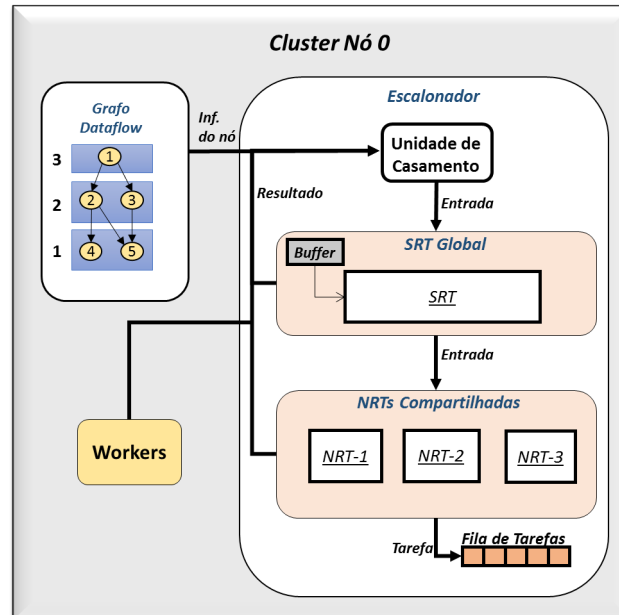 Cluster Nó 0
Grafo
Dataflow
3
1
2
2
3
1
4
5
Inf.
do nó
Resultado
Workers
Escalonador
Unidade de
Casamento
Entrada
SRT Global
Buffer
SRT
Entrada
NRTs Compartilhadas
NRT-1
NRT-2
NRT-3
Tarefa
Fila de Tarefas